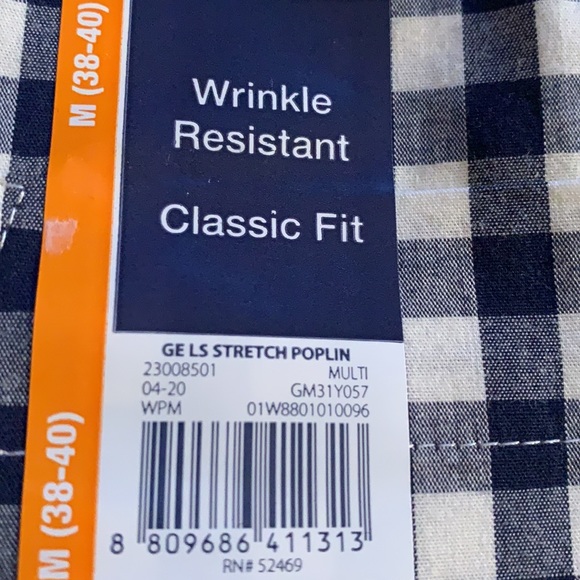 M (38-40)
Wrinkle
Resistant
Classic Fit
GE LS STRETCH POPLIN
23008501 MULTI
04-20 GM31Y057
WPM 01W8801010096
8 809686 411313
RN# 52469
M (38-40)